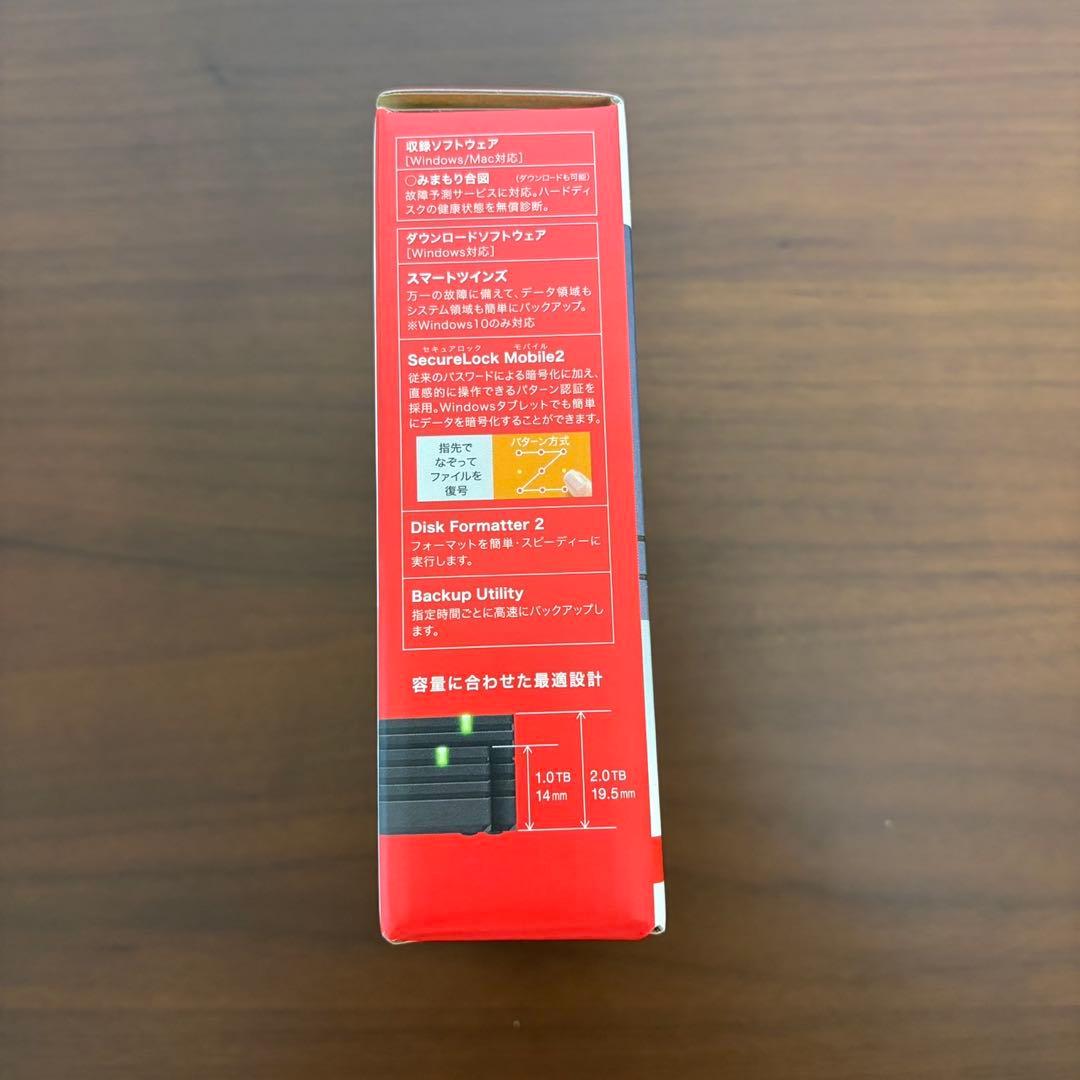 収録ソフトウェア
[Windows/Mac対応]
○みまもり合図 (ダウンロードも可能)
故障予測サービスに対応。ハードディ
スクの健康状態を無償診断。
ダウンロードソフトウェア
[Windows対応]
スマートツインズ
万一の故障に備えて、データ領域も
システム領域も簡単にバックアップ。
※Windows10のみ対応
セキュアロック モバイル
SecureLock Mobile2
従来のパスワードによる暗号化に加え、
直感的に操作できるパターン認証を
採用。Windowsタブレットでも簡単
にデータを暗号化することができます。
指先で
なぞって
ファイルを
復号
パターン方式
Disk Formatter 2
フォーマットを簡単・スピーディーに
実行します。
Backup Utility
指定時間ごとに高速にバックアップし
ます。
容量に合わせた最適設計
1.0TB 2.0TB
14mm 19.5mm